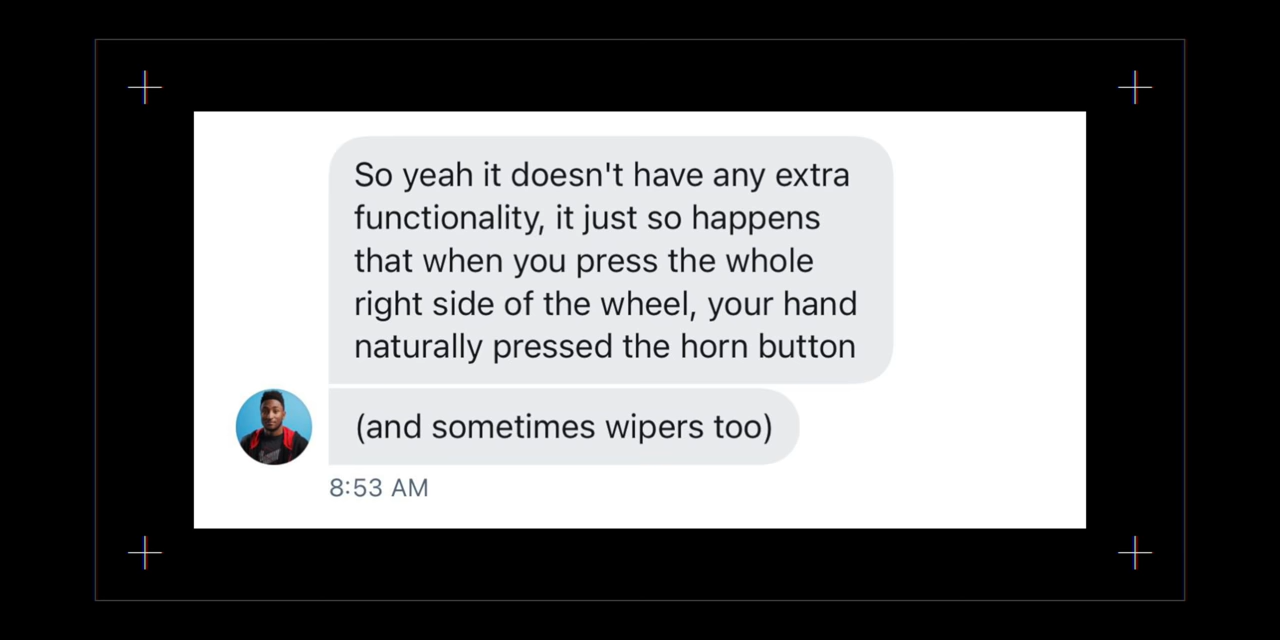 So yeah it doesn't have any extra
functionality, it just so happens
that when you press the whole
right side of the wheel, your hand
naturally pressed the horn button
(and sometimes wipers too)
8:53 AM